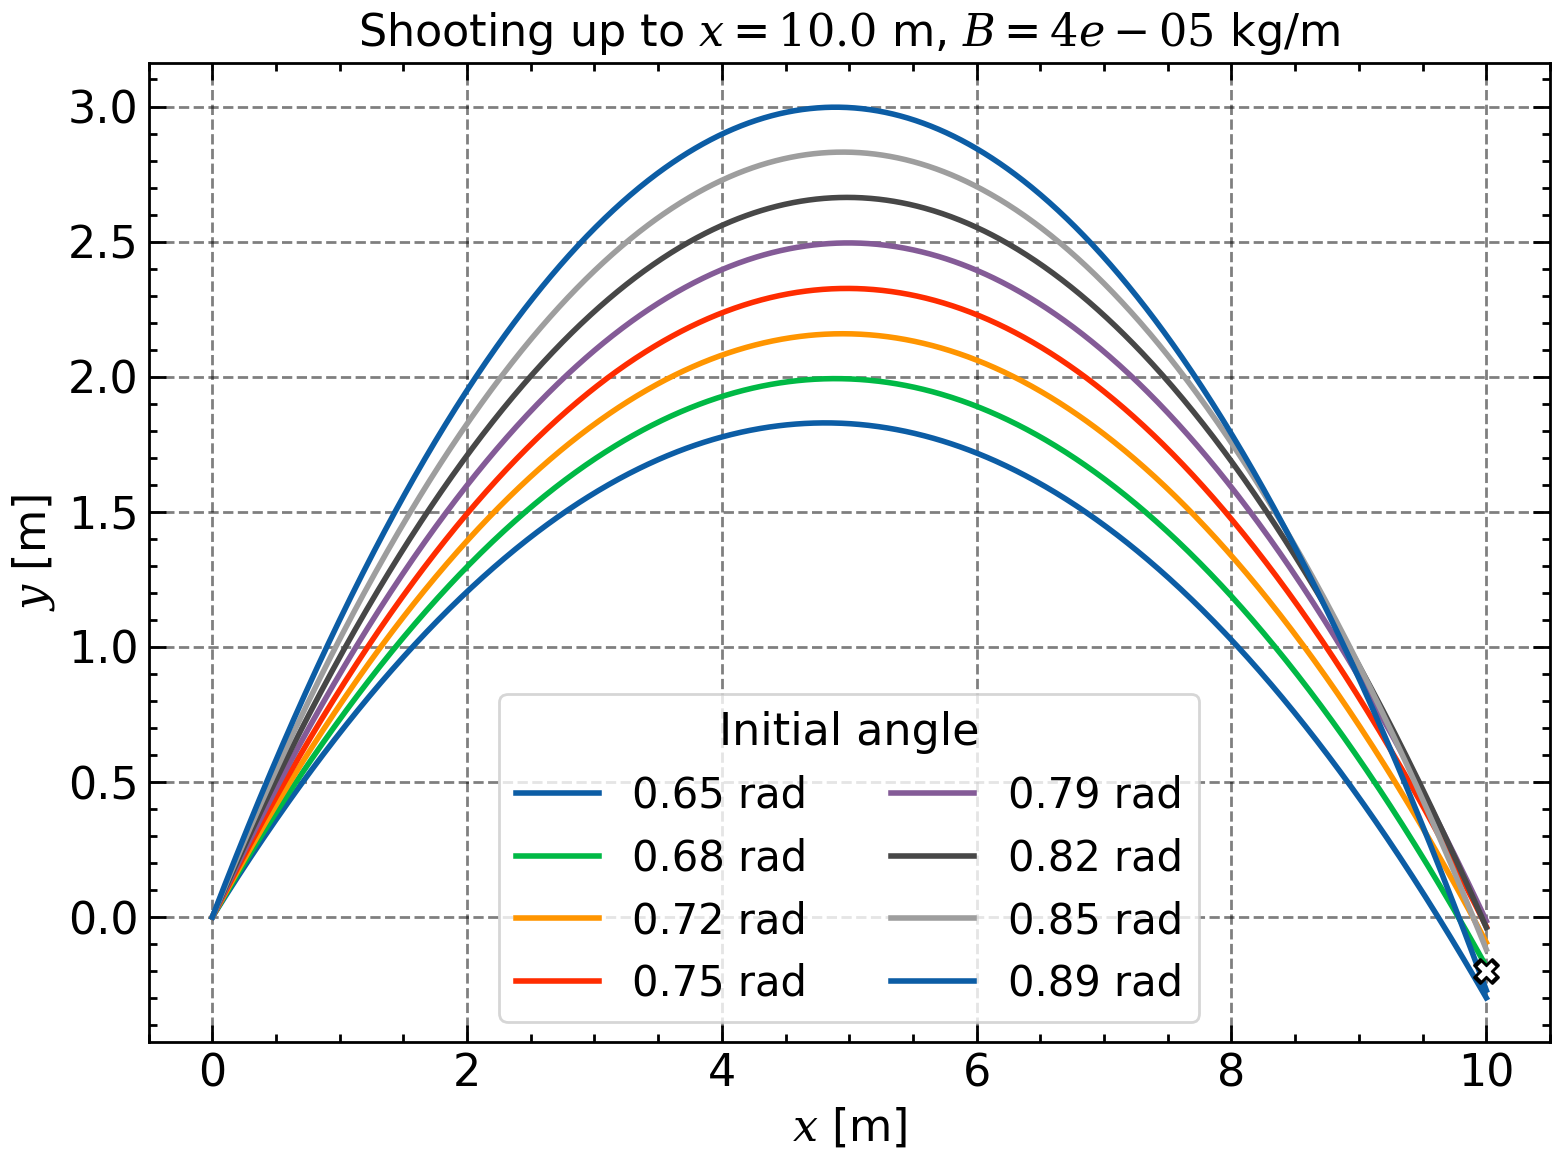 Shooting up to x = 10.0 m, B = 4e − 05 kg/m
3.0
2.5
2.0
1.5
1.0
0.5
0.0
y [m]
Initial angle
0.65 rad
0.68 rad
0.72 rad
0.75 rad
0.79 rad
0.82 rad
0.85 rad
0.89 rad
0 2 4 6 8 10
x [m]